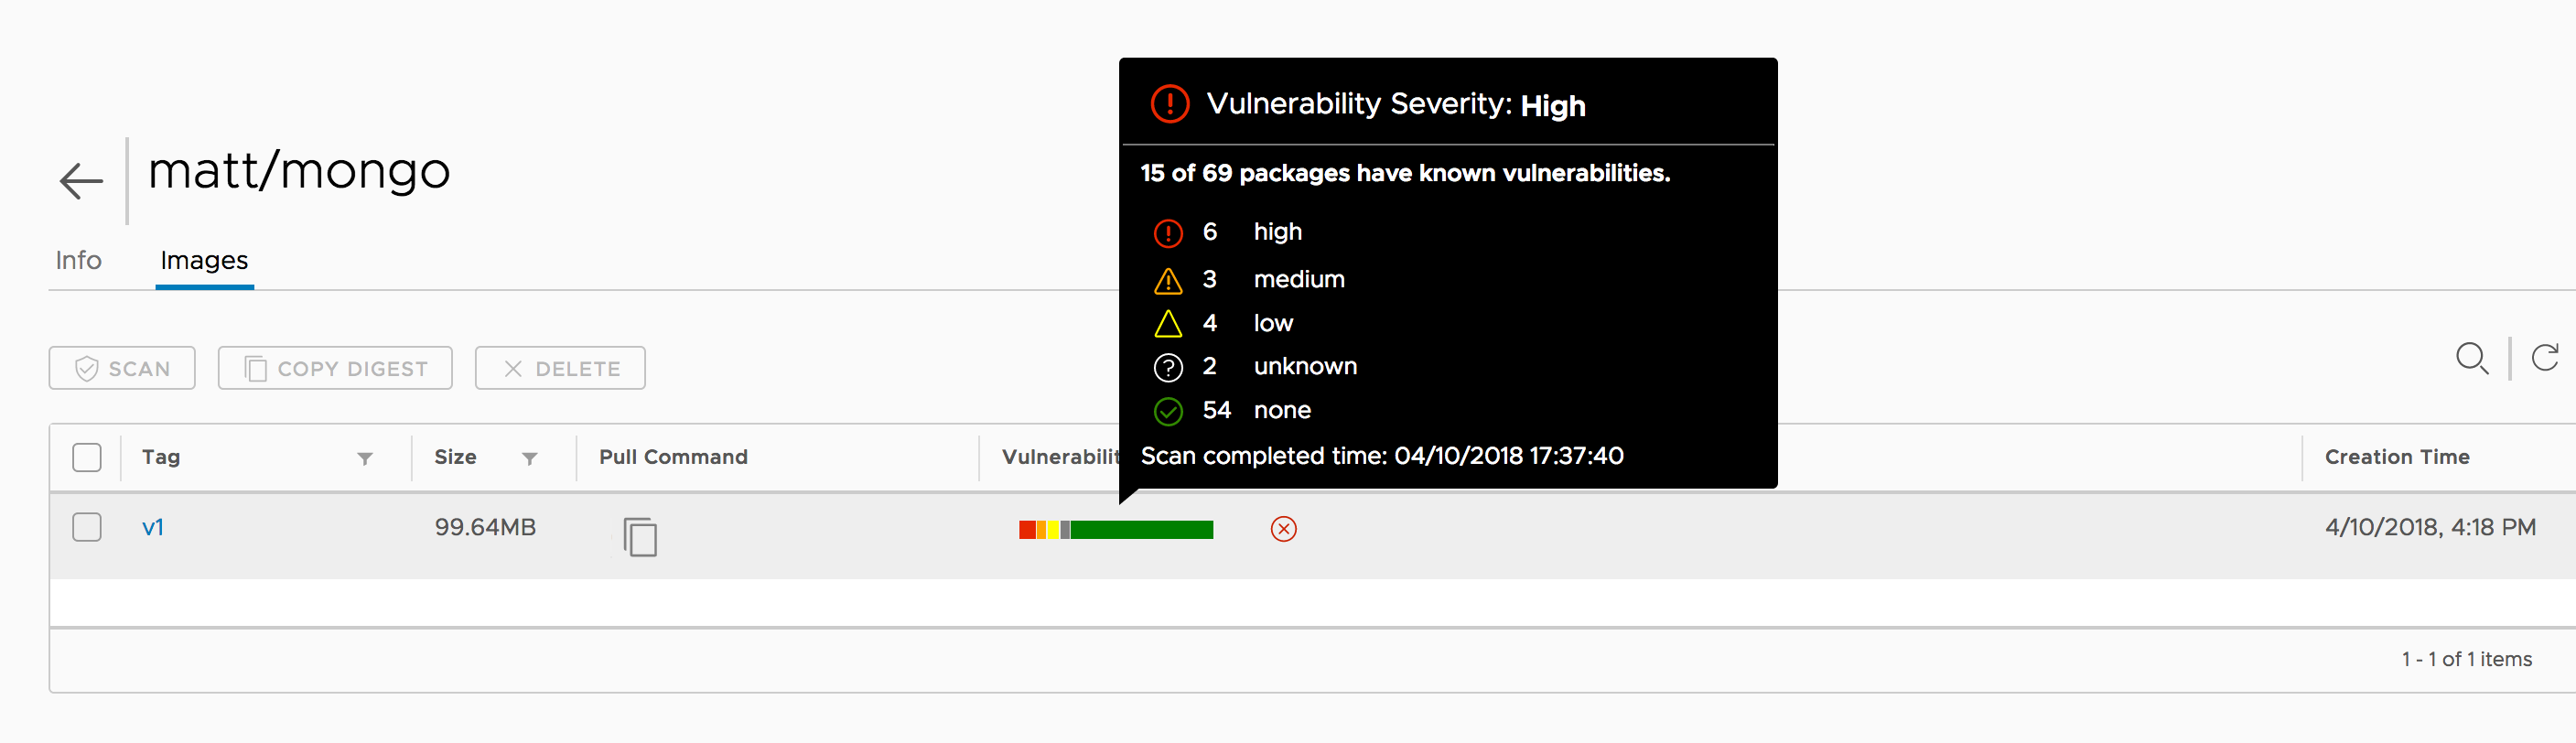 Vulnerability Severity: High
matt/mongo
15 of 69 packages have known vulnerabilities.
6 high
3 medium
4 low
2 unknown
54 none
Scan completed time: 04/10/2018 17:37:40
Info Images
SCAN COPY DIGEST DELETE
Tag Size Pull Command Vulnerabilit Creation Time
v1 99.64MB 4/10/2018, 4:18 PM
1 - 1 of 1 items